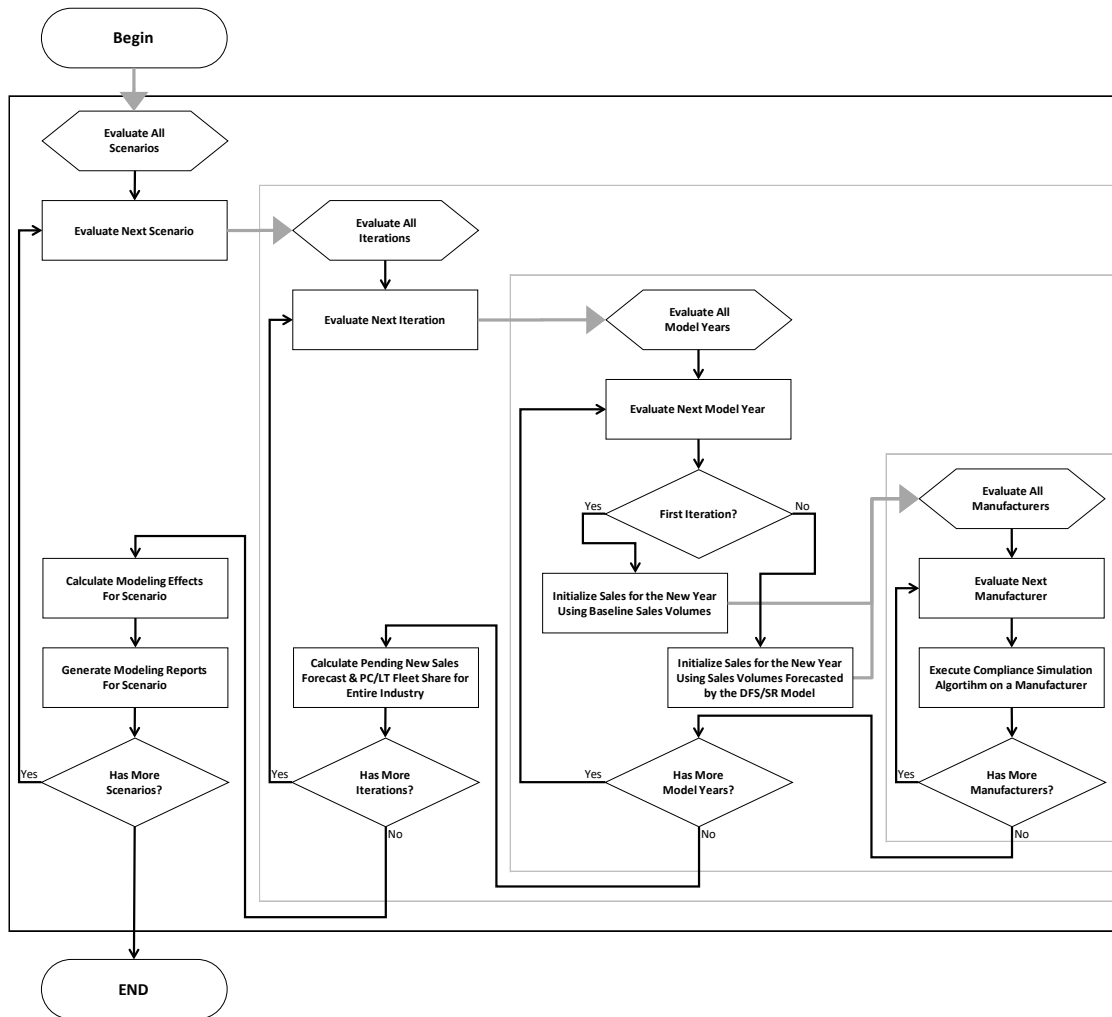 Begin
Evaluate All
Scenarios
Evaluate Next Scenario
Evaluate All
Iterations
Evaluate Next Iteration
Evaluate All
Model Years
Evaluate Next Model Year
First Iteration?
Yes
No
Initialize Sales for the New Year
Using Baseline Sales Volumes
Initialize Sales for the New Year
Using Sales Volumes Forecasted
by the DFS/SR Model
Evaluate All
Manufacturers
Evaluate Next
Manufacturer
Execute Compliance Simulation
Algortihm on a Manufacturer
Has More
Manufacturers?
Yes
No
Has More
Model Years?
Yes
No
Calculate Pending New Sales
Forecast & PC/LT Fleet Share for
Entire Industry
Has More
Iterations?
Yes
No
Calculate Modeling Effects
For Scenario
Generate Modeling Reports
For Scenario
Has More
Scenarios?
Yes
END